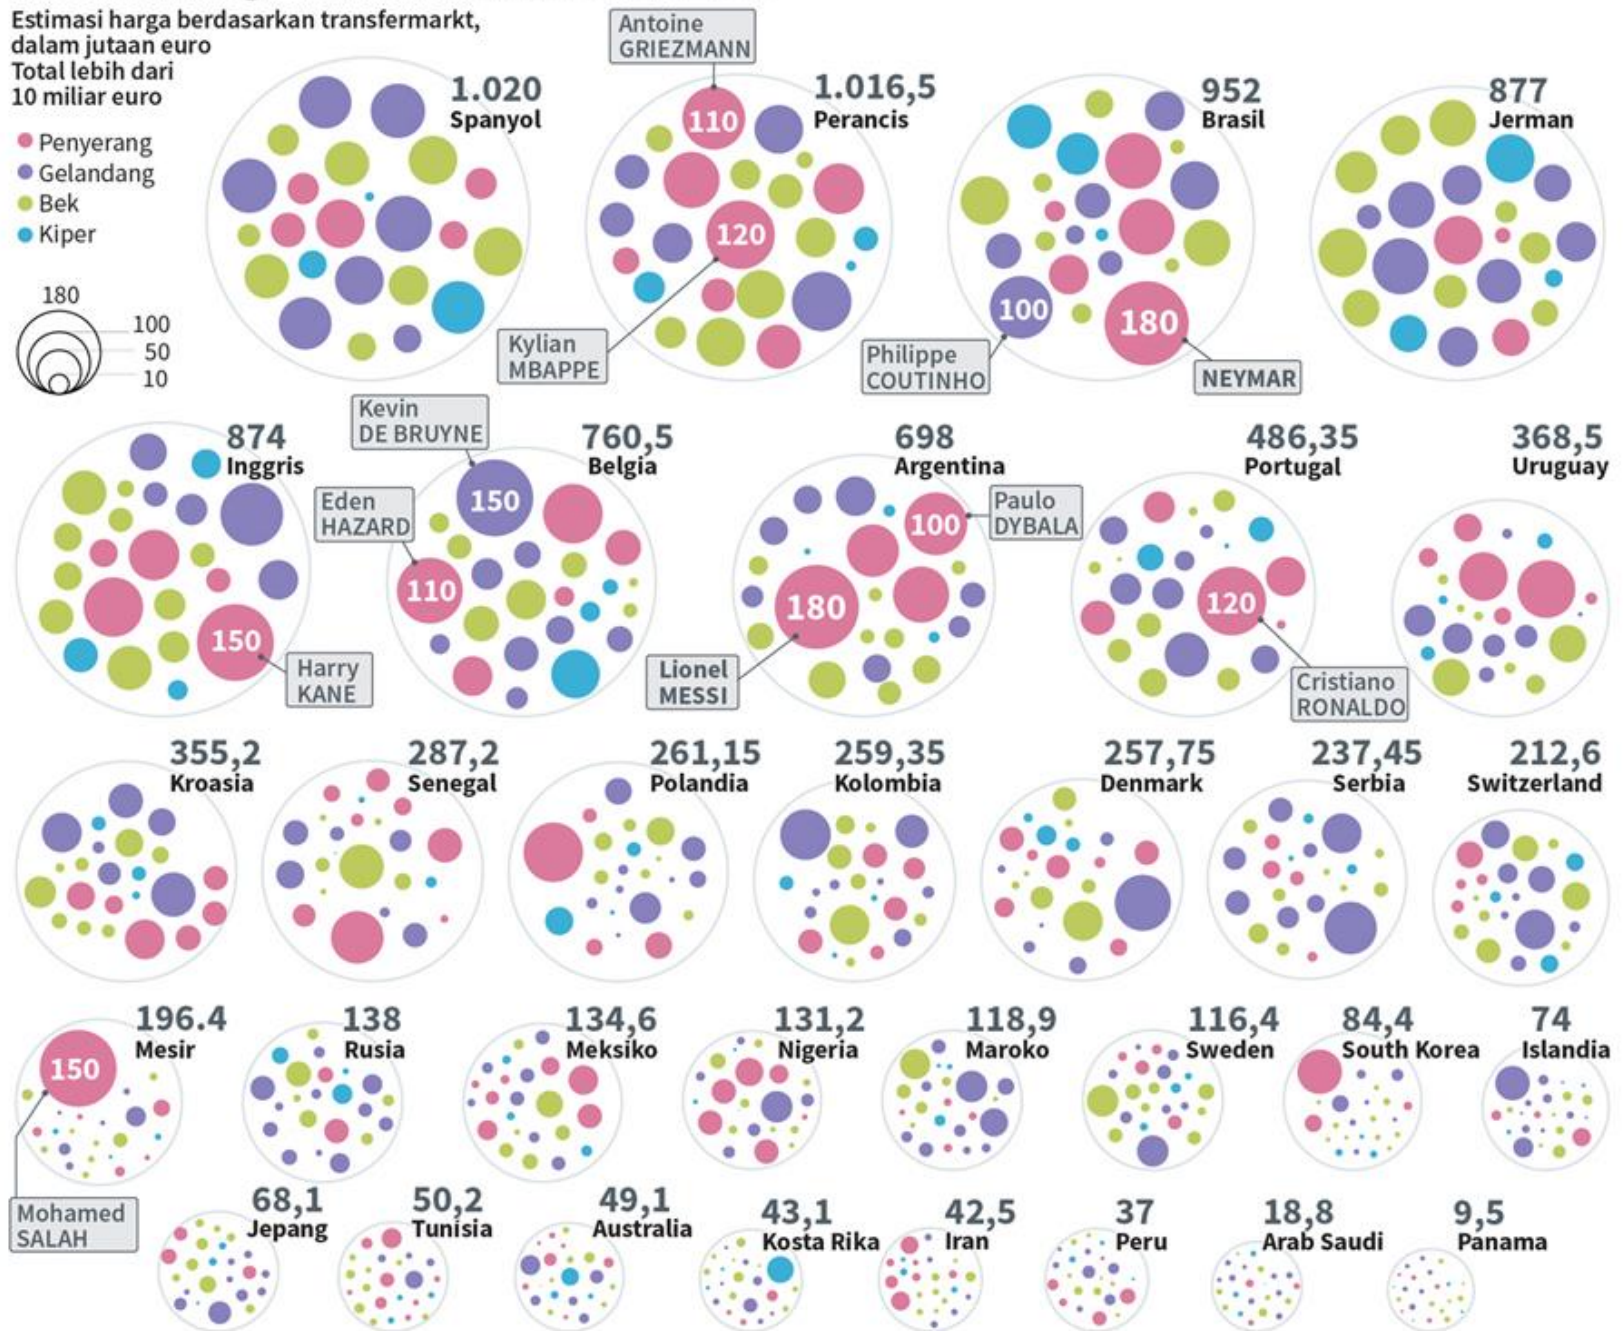 Estimasi harga berdasarkan transfermarkt,
dalam jutaan euro
Total lebih dari
10 miliar euro
Penyerang
Gelandang
Bek
Kiper
180
100
50
10
1.020
Spanyol
Antoine
GRIEZMANN
110
120
Kylian
MBAPPE
1.016,5
Perancis
952
Brasil
100
180
Philippe
COUTINHO
NEYMAR
877
Jerman
874
Inggris
150
Harry
KANE
Kevin
DE BRUYNE
150
Eden
HAZARD
110
760,5
Belgia
698
Argentina
100
Paulo
DYBALA
180
Lionel
MESSI
486,35
Portugal
120
Cristiano
RONALDO
368,5
Uruguay
355,2
Kroasia
287,2
Senegal
261,15
Polandia
259,35
Kolombia
257,75
Denmark
237,45
Serbia
212,6
Switzerland
196.4
Mesir
150
Mohamed
SALAH
138
Rusia
134,6
Meksiko
131,2
Nigeria
118,9
Maroko
116,4
Sweden
84,4
South Korea
74
Islandia
68,1
Jepang
50,2
Tunisia
49,1
Australia
43,1
Kosta Rika
42,5
Iran
37
Peru
18,8
Arab Saudi
9,5
Panama